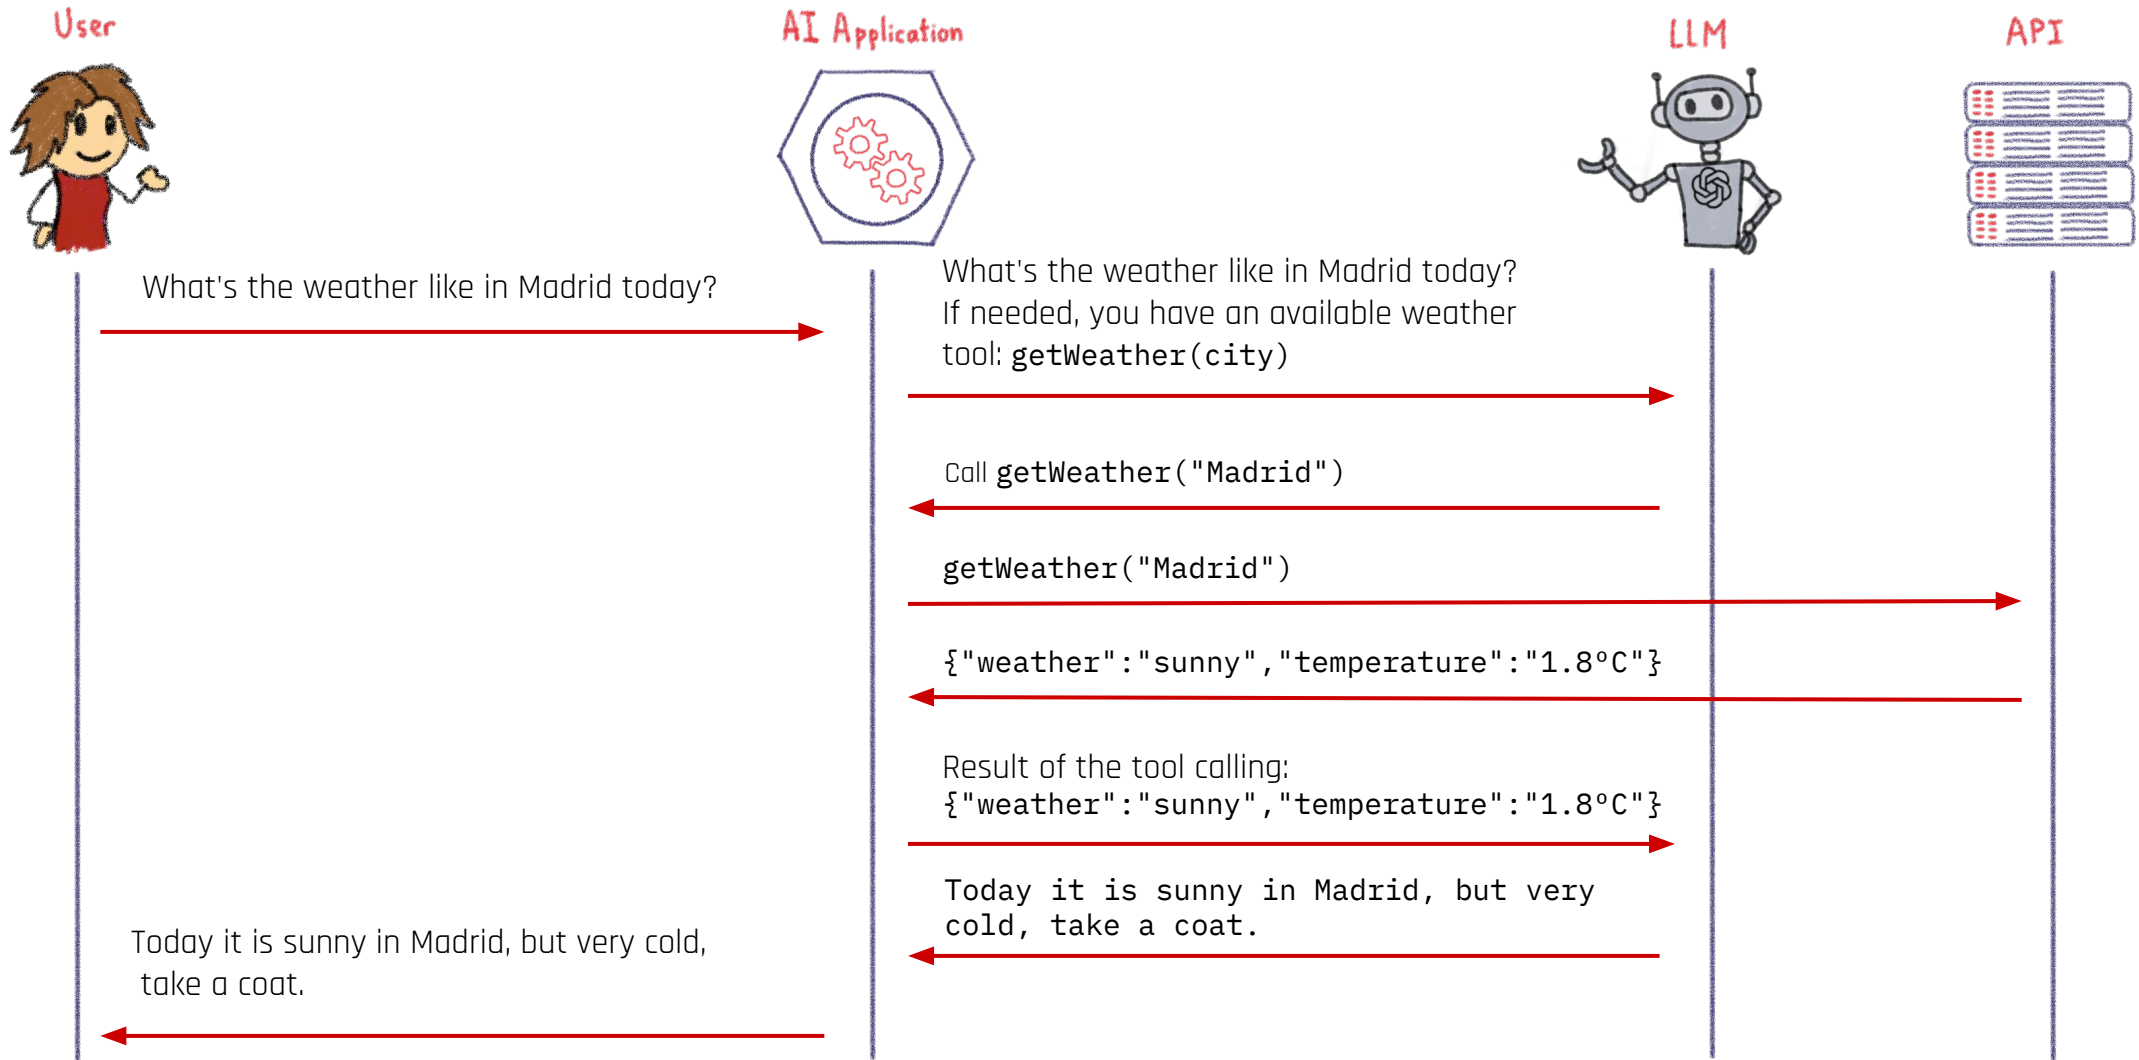 User
AI Application
LLM
API
What's the weather like in Madrid today?
What's the weather like in Madrid today?
If needed, you have an available weather
tool: getWeather(city)
Call getWeather("Madrid")
getWeather("Madrid")
{"weather":"sunny","temperature":"1.8ºC"}
Result of the tool calling:
{"weather":"sunny","temperature":"1.8ºC"}
Today it is sunny in Madrid, but very
cold, take a coat.
Today it is sunny in Madrid, but very cold,
take a coat.